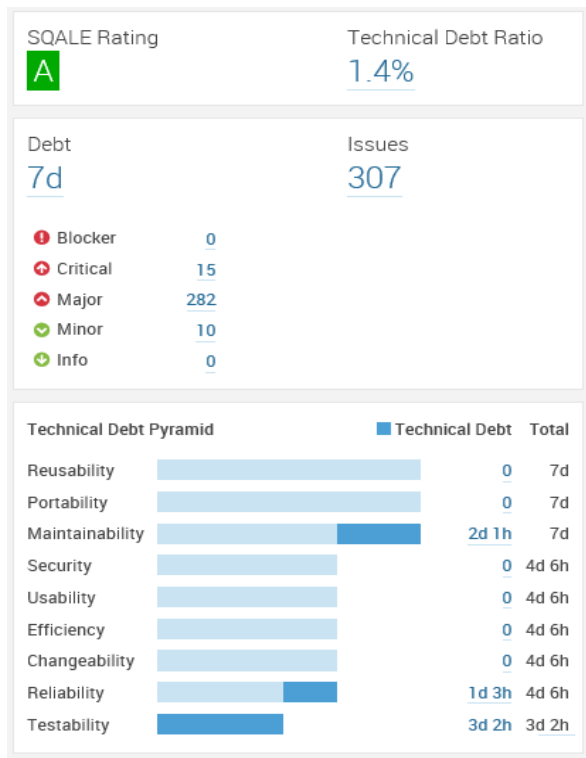 SQALE Rating Technical Debt Ratio
A 1.4%
Debt Issues
7d 307
Blocker 0
Critical 15
Major 282
Minor 10
Info 0
Technical Debt Pyramid Technical Debt Total
Reusability 0 7d
Portability 0 7d
Maintainability 2d 1h 7d
Security 0 4d 6h
Usability 0 4d 6h
Efficiency 0 4d 6h
Changeability 0 4d 6h
Reliability 1d 3h 4d 6h
Testability 3d 2h 3d 2h